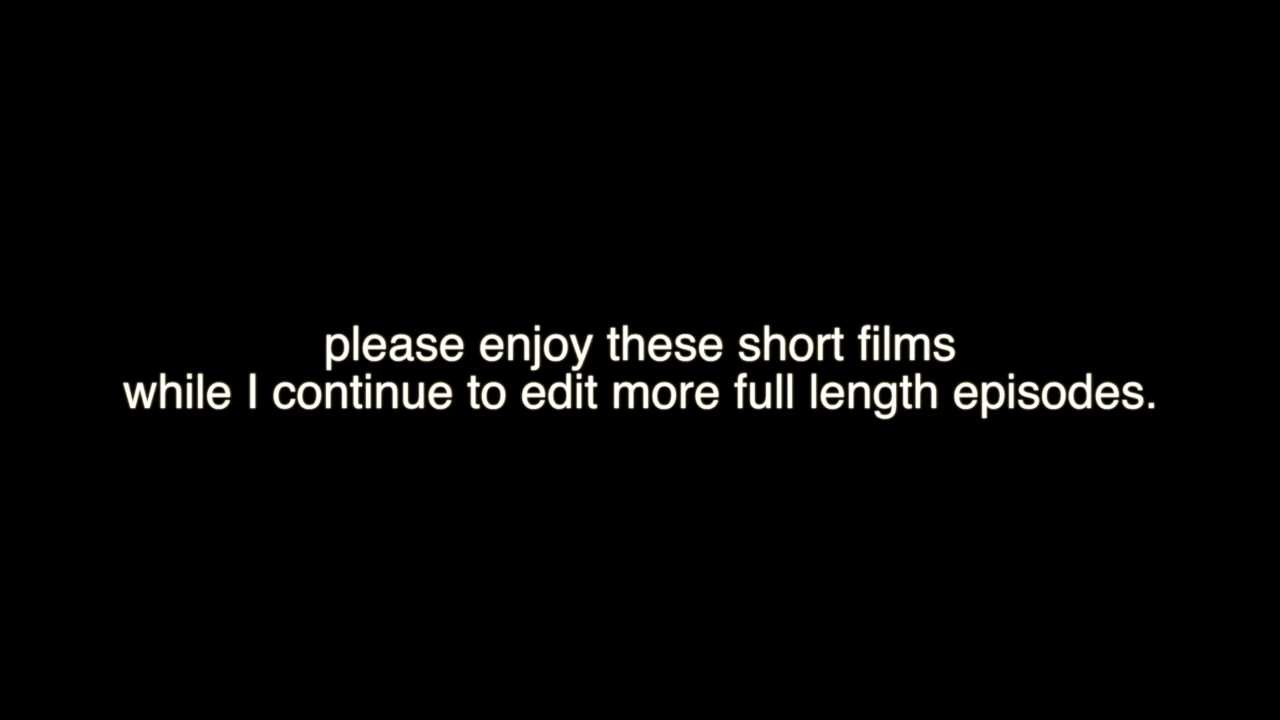 please enjoy these short films
while I continue to edit more full length episodes.